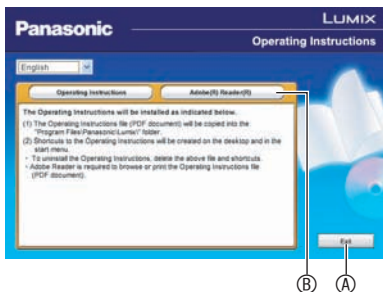 Panasonic
LUMIX
Operating Instructions
English
Operating Instructions
Adobe(R) Reader(R)
The Operating Instructions will be installed as indicated below.
(1) The Operating Instructions file (PDF document) will be copied into the
"Program Files\Panasonic\Lumix\" folder.
(2) Shortcuts to the Operating Instructions will be created on the desktop and in the
start menu.
· To uninstall the Operating Instructions, delete the above file and shortcuts.
· Adobe Reader is required to browse or print the Operating Instructions file
(PDF document).
Exit
Ⓑ Ⓐ